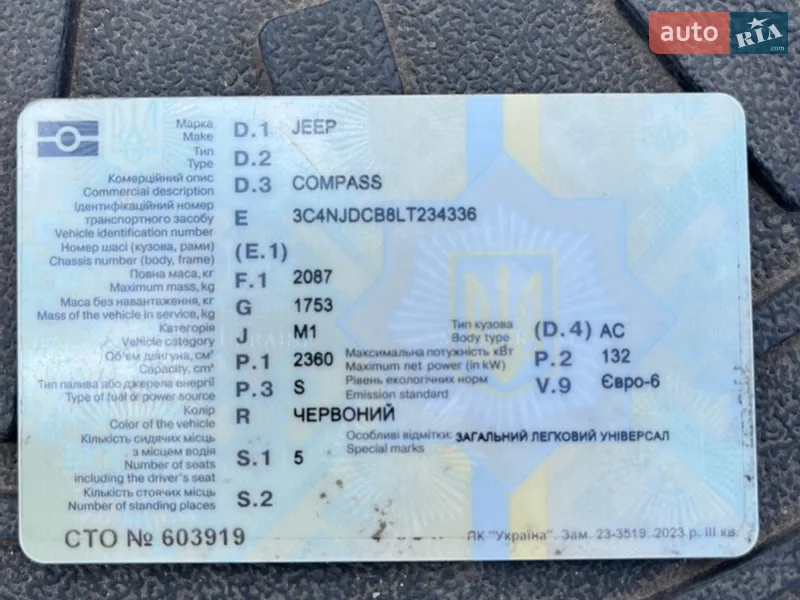 auto RIA.com
Марка D.1 JEEP
Make
Тип D.2
Type
Комерційний опис D.3 COMPASS
Commercial description
Ідентифікаційний номер
транспортного засобу E 3C4NJDCB8LT234336
Vehicle identification number
Номер шасі (кузова, рами) (E.1)
Chassis number (body, frame)
Повна маса, кг F.1 2087
Maximum mass, kg
Маса без навантаження, кг G 1753
Mass of the vehicle in service, kg
Категорія J M1 Тип кузова (D.4) АС
Vehicle category Body type
Об'єм двигуна, см³ P.1 2360 Максимальна потужність кВт P.2 132
Capacity, cm³ Maximum net power (in kW)
Тип палива або джерела енергії P.3 S Рівень екологічних норм V.9 Євро-6
Type of fuel or power source Emission standard
Колір R ЧЕРВОНИЙ
Color of the vehicle
Кількість сидячих місць Особливі відмітки: ЗАГАЛЬНИЙ ЛЕГКОВИЙ УНІВЕРСАЛ
з місцем водія S.1 5 Special marks
Number of seats
including the driver's seat
Кількість стоячих місць S.2
Number of standing places
СТО № 603919 ПК "Україна". Зам. 23-3519. 2023 р. III кв.